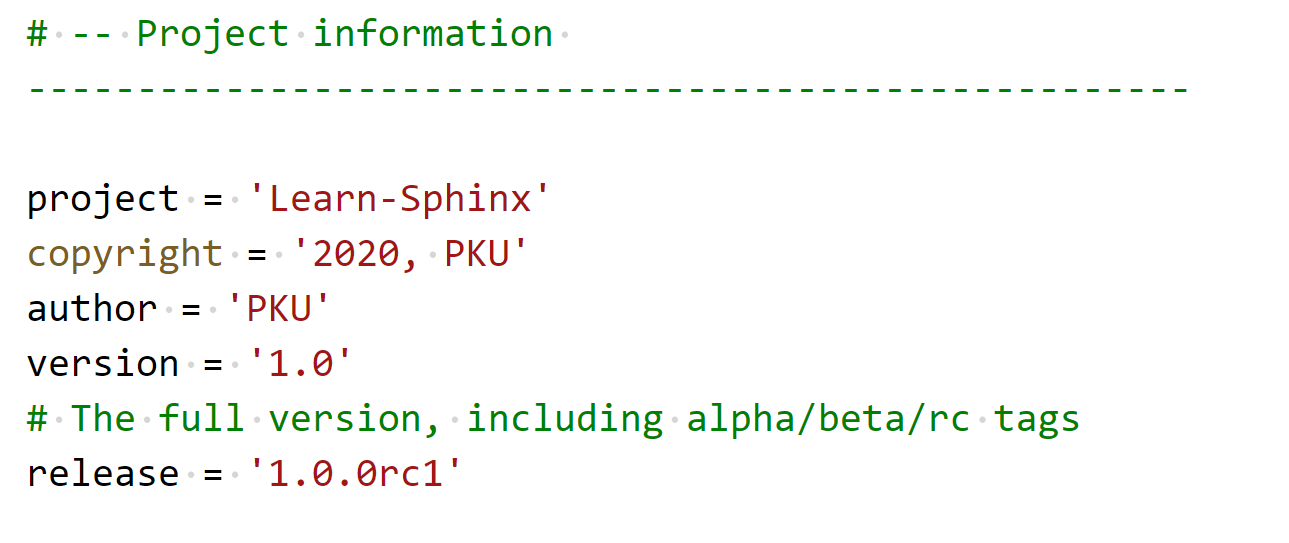 # -- Project information 
-----------------------------------------------------
project = 'Learn-Sphinx'
copyright = '2020, PKU'
author = 'PKU'
version = '1.0'
# The full version, including alpha/beta/rc tags
release = '1.0.0rc1'